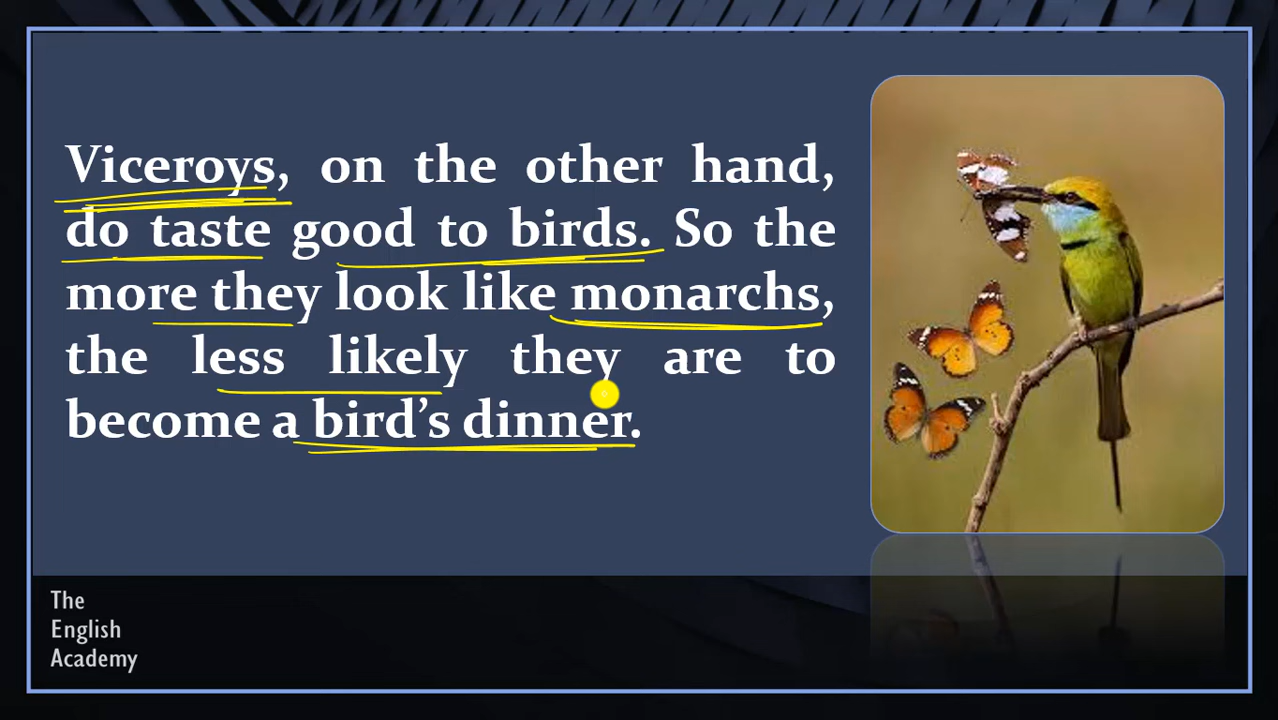 Viceroys, on the other hand,
do taste good to birds. So the
more they look like monarchs,
the less likely they are to
become a bird’s dinner.
The
English
Academy